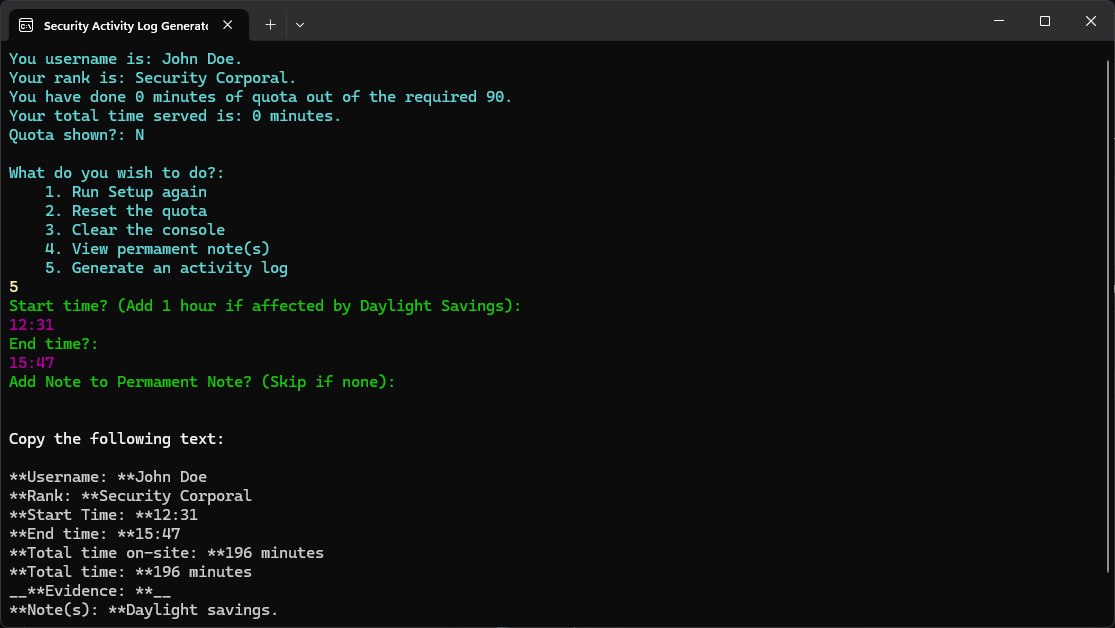 Security Activity Log Generato
You username is: John Doe.
Your rank is: Security Corporal.
You have done 0 minutes of quota out of the required 90.
Your total time served is: 0 minutes.
Quota shown?: N
What do you wish to do?:
1. Run Setup again
2. Reset the quota
3. Clear the console
4. View permament note(s)
5. Generate an activity log
5
Start time? (Add 1 hour if affected by Daylight Savings):
12:31
End time?:
15:47
Add Note to Permament Note? (Skip if none):
Copy the following text:
**Username: **John Doe
**Rank: **Security Corporal
**Start Time: **12:31
**End time: **15:47
**Total time on-site: **196 minutes
**Total time: **196 minutes
__**Evidence: **__
**Note(s): **Daylight savings.